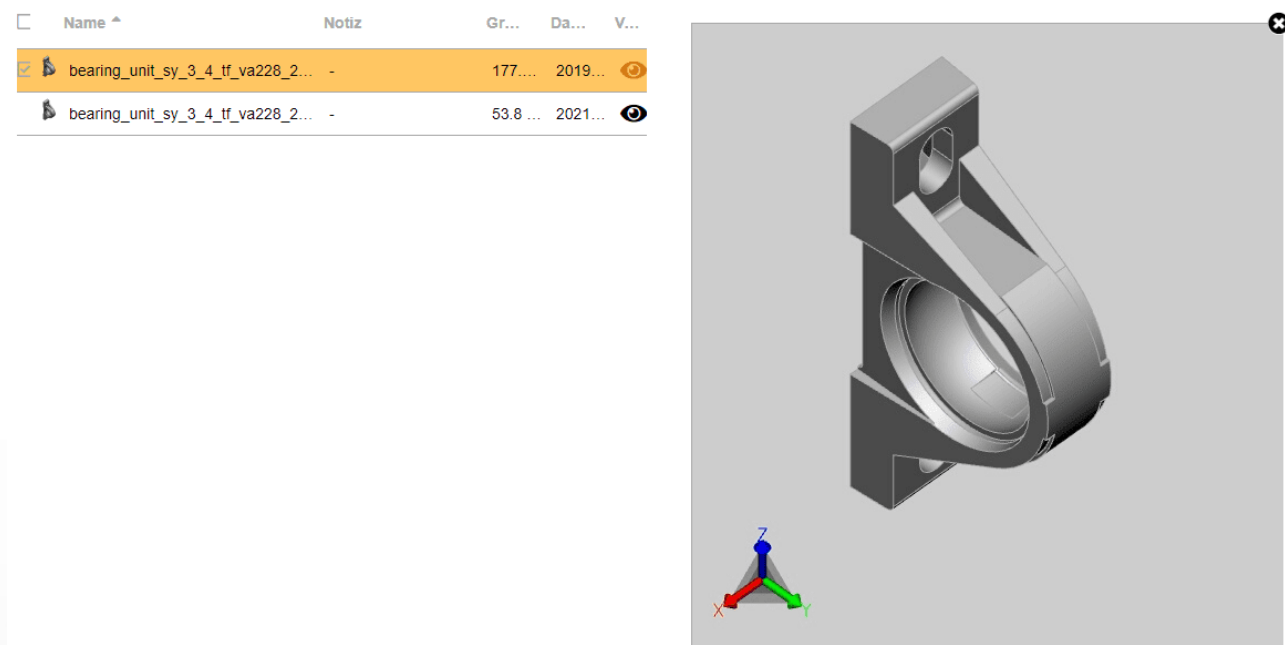 Name Notiz Gr... Da... V...
bearing_unit_sy_3_4_tf_va228_2... - 177.... 2019...
bearing_unit_sy_3_4_tf_va228_2... - 53.8 ... 2021...
Z
X Y